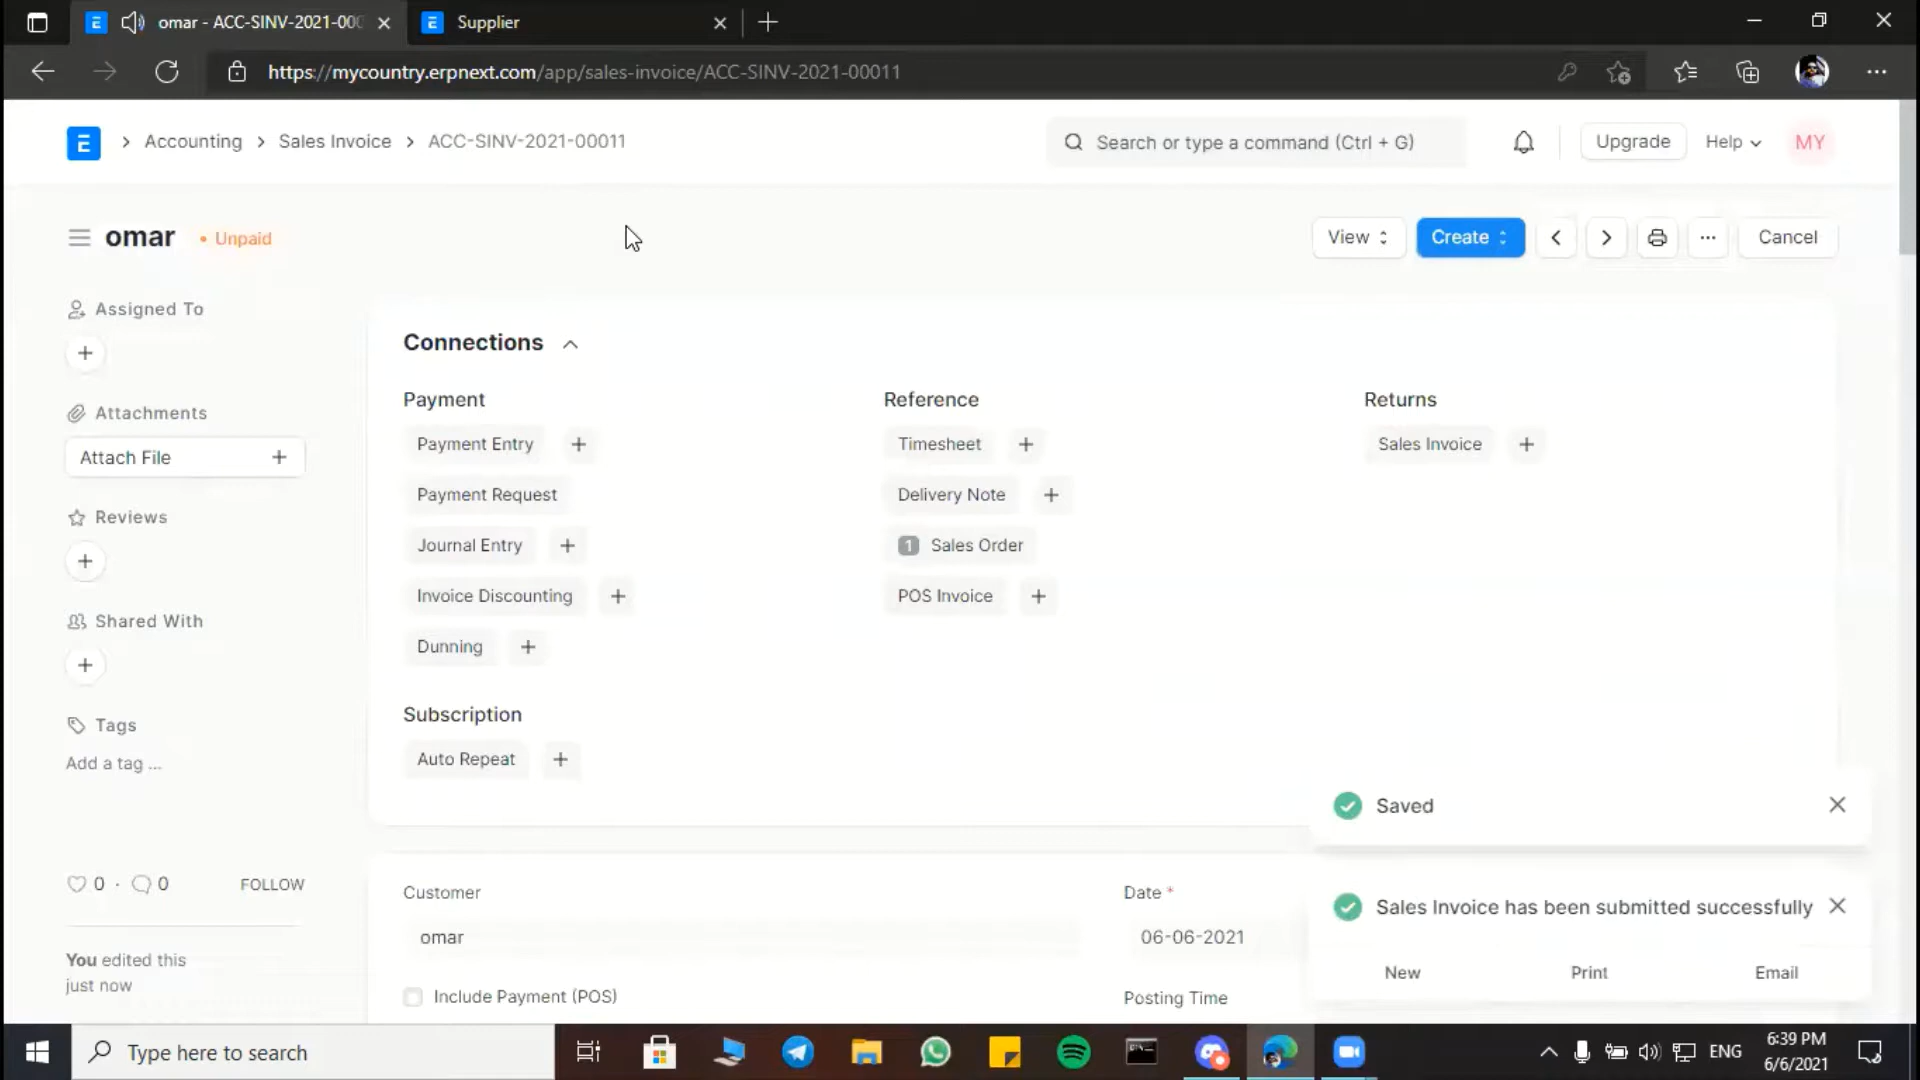 omar - ACC-SINV-2021-000
Supplier
https://mycountry.erpnext.com/app/sales-invoice/ACC-SINV-2021-00011
E > Accounting > Sales Invoice > ACC-SINV-2021-00011
Search or type a command (Ctrl + G)
Upgrade
Help
MY
omar
• Unpaid
View
Create
Cancel
Assigned To
Attachments
Attach File
Reviews
Shared With
Tags
Add a tag ...
0 · 0
FOLLOW
You edited this
just now
Connections
Payment
Payment Entry
Payment Request
Journal Entry
Invoice Discounting
Dunning
Subscription
Auto Repeat
Reference
Timesheet
Delivery Note
1 Sales Order
POS Invoice
Returns
Sales Invoice
Customer
omar
Include Payment (POS)
Date *
06-06-2021
Posting Time
Saved
Sales Invoice has been submitted successfully
New
Print
Email
Type here to search
ENG
6:39 PM
6/6/2021